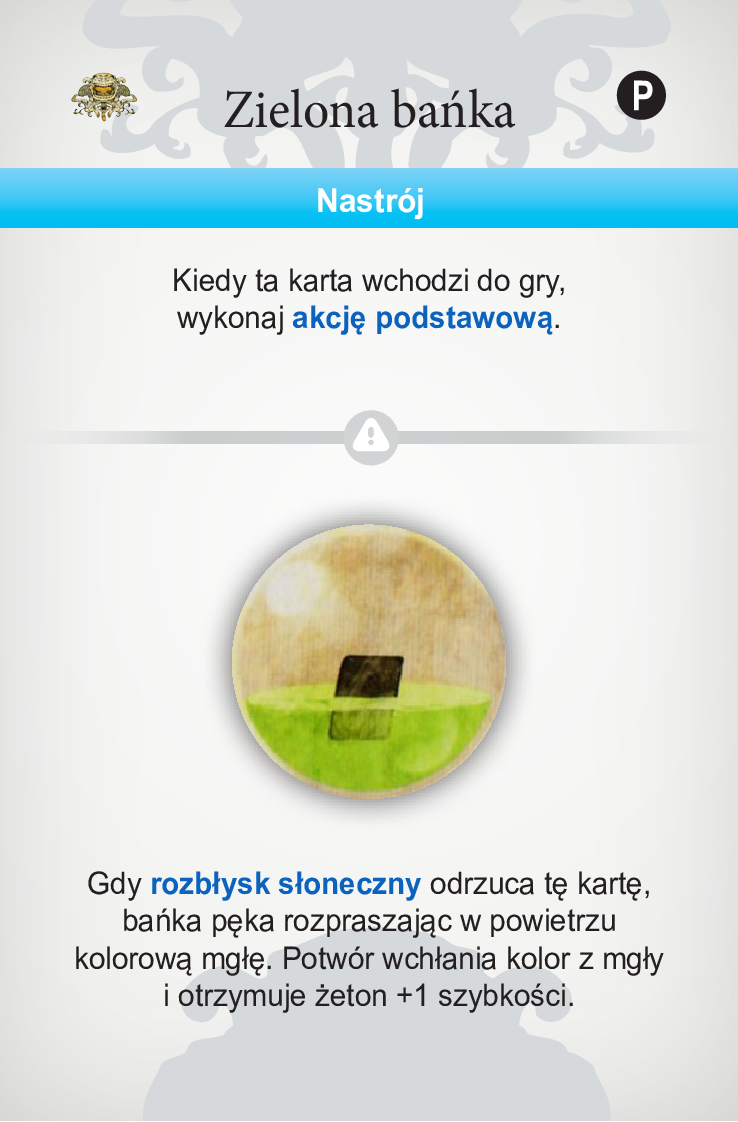 Zielona bańka
P
Nastrój
Kiedy ta karta wchodzi do gry,
wykonaj akcję podstawową.
Gdy rozbłysk słoneczny odrzuca tę kartę,
bańka pęka rozpraszając w powietrzu
kolorową mgłę. Potwór wchłania kolor z mgły
i otrzymuje żeton +1 szybkości.